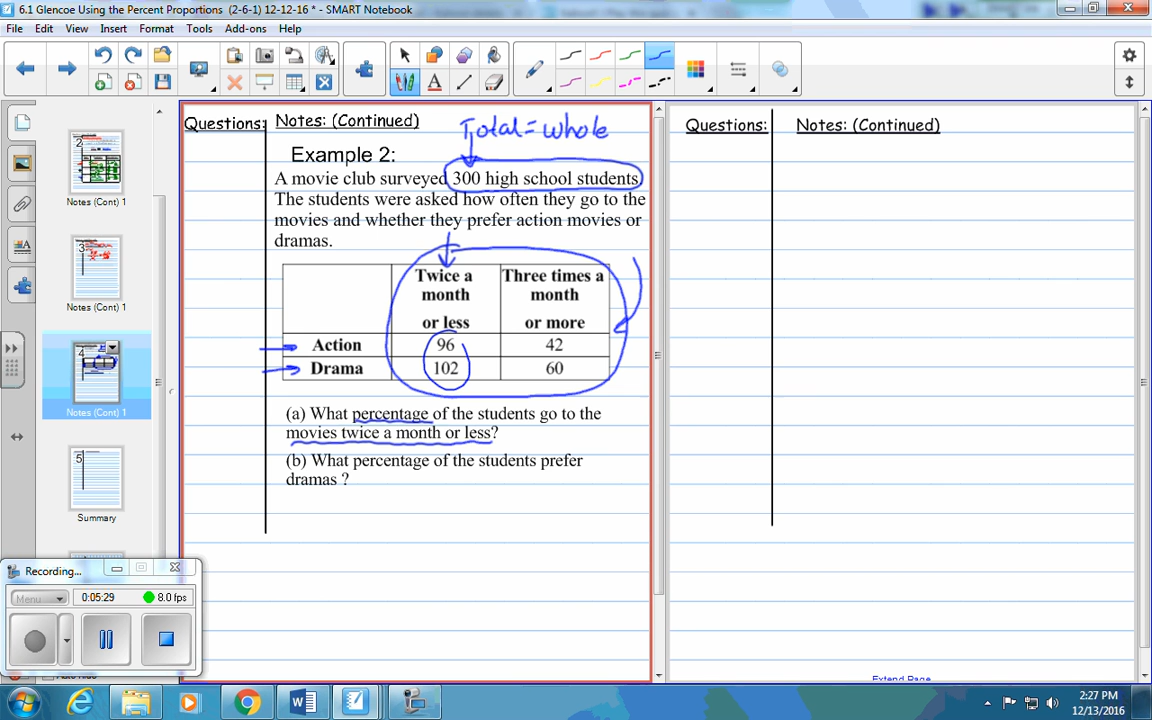 6.1 Glencoe Using the Percent Proportions (2-6-1) 12-12-16 * - SMART Notebook
File Edit View Insert Format Tools Add-ons Help
Questions: Notes: (Continued)
Total = whole
Example 2:
A movie club surveyed 300 high school students.
The students were asked how often they go to the
movies and whether they prefer action movies or
dramas.
Twice a month or less
Three times a month or more
Action 96 42
Drama 102 60
(a) What percentage of the students go to the
movies twice a month or less?
(b) What percentage of the students prefer
dramas ?
Questions: Notes: (Continued)
Extend Page
2
Notes (Cont) 1
3
Notes (Cont) 1
4
Notes (Cont) 1
5
Summary
Recording...
Menu 0:05:29 8.0 fps
Auto Hide
2:27 PM
12/13/2016